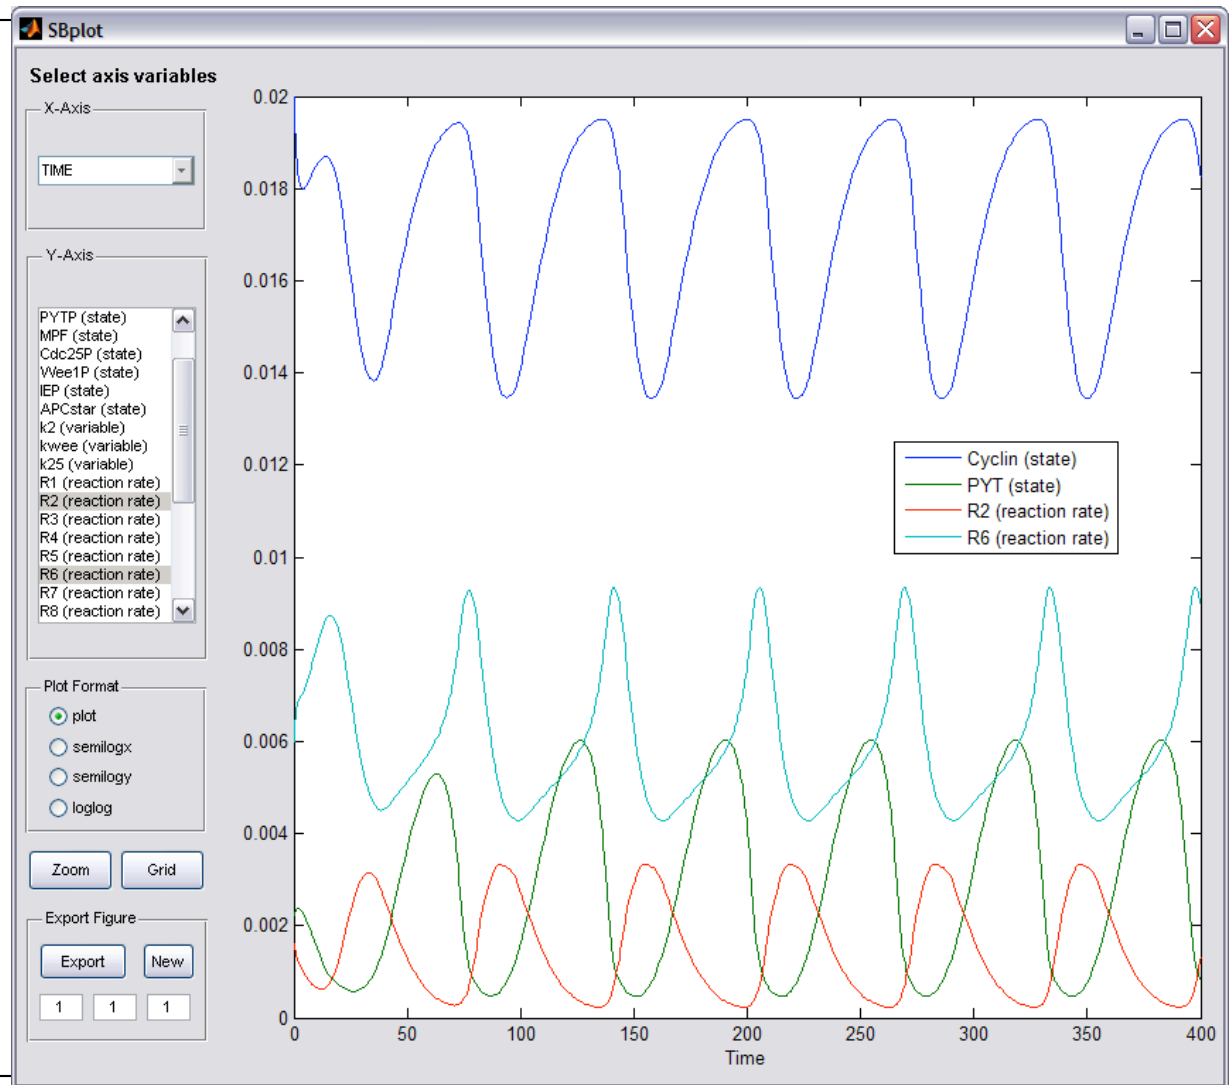 SBplot
Select axis variables
X-Axis
TIME
Y-Axis
PYTP (state)
MPF (state)
Cdc25P (state)
Wee1P (state)
IEP (state)
APCstar (state)
k2 (variable)
kwee (variable)
k25 (variable)
R1 (reaction rate)
R2 (reaction rate)
R3 (reaction rate)
R4 (reaction rate)
R5 (reaction rate)
R6 (reaction rate)
R7 (reaction rate)
R8 (reaction rate)
Plot Format
plot
semilogx
semilogy
loglog
Zoom Grid
Export Figure
Export New
1 1 1
0.02
0.018
0.016
0.014
0.012
0.01
0.008
0.006
0.004
0.002
0
0 50 100 150 200 250 300 350 400
Time
Cyclin (state)
PYT (state)
R2 (reaction rate)
R6 (reaction rate)